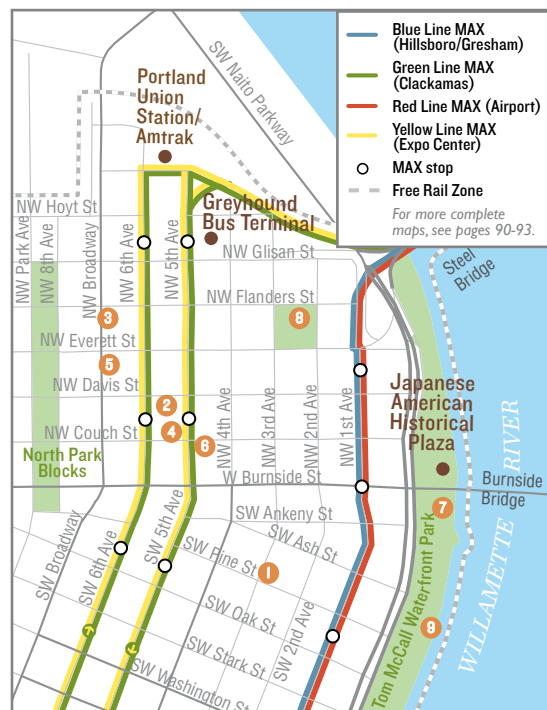 Blue Line MAX
(Hillsboro/Gresham)
Green Line MAX
(Clackamas)
Red Line MAX (Airport)
Yellow Line MAX
(Expo Center)
MAX stop
Free Rail Zone
For more complete
maps, see pages 90-93.
SW Naito Parkway
Portland
Union
Station/
Amtrak
NW Hoyt St
Greyhound
Bus Terminal
NW Park Ave
NW 8th Ave
NW Broadway
NW 6th Ave
NW 5th Ave
NW Glisan St
Steel
Bridge
NW Flanders St
3
8
NW Everett St
5
NW Davis St
2
4
6
NW Couch St
NW 4th Ave
NW 3rd Ave
NW 2nd Ave
NW 1st Ave
Japanese
American
Historical
Plaza
North Park
Blocks
W Burnside St
Burnside
Bridge
7
SW Ankeny St
SW Ash St
SW Pine St
1
SW Broadway
SW 6th Ave
SW 5th Ave
SW Oak St
SW 2nd Ave
SW Stark St
SW Washington St
9
Tom McCall Waterfront Park
WILLAMETTE RIVER